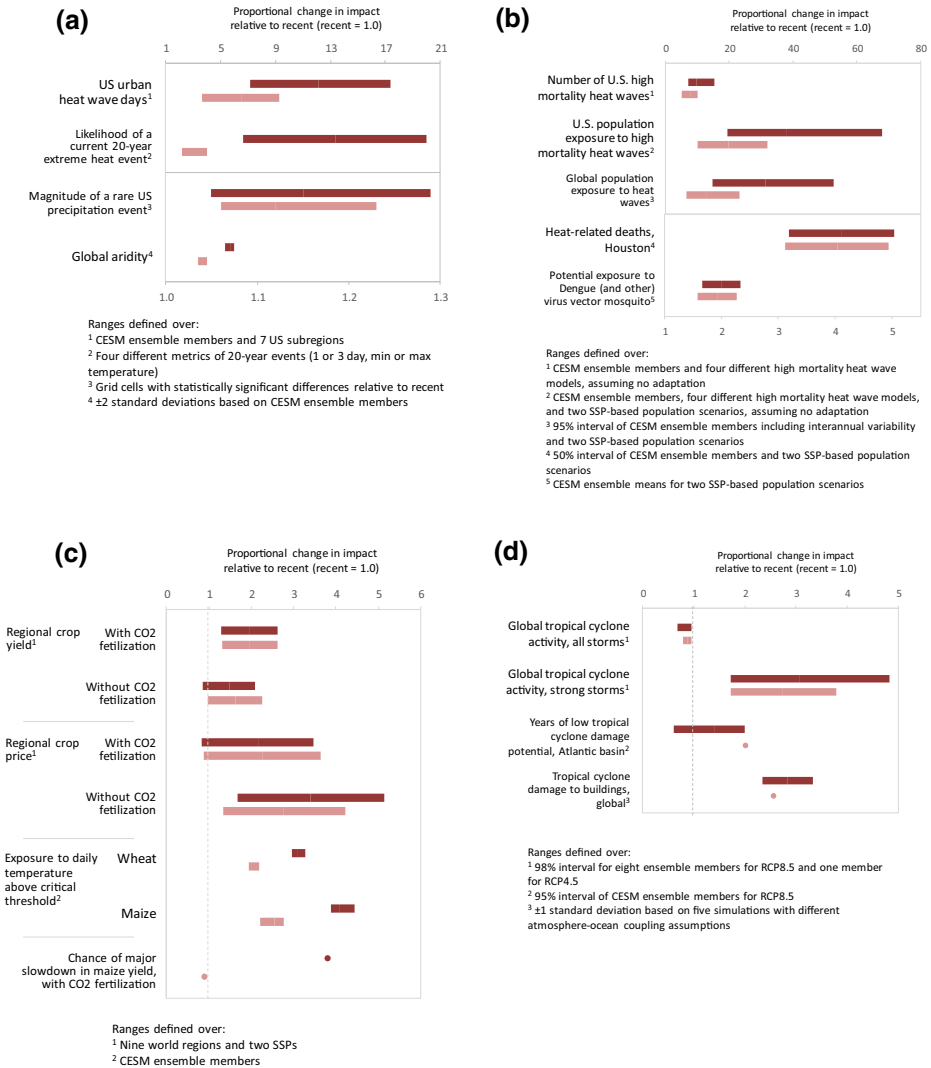 (a)
Proportional change in impact
relative to recent (recent = 1.0)
1 5 9 13 17 21
US urban
heat wave days1
Likelihood of a
current 20-year
extreme heat event2
Magnitude of a rare US
precipitation event3
Global aridity4
1.0 1.1 1.2 1.3
Ranges defined over:
1 CESM ensemble members and 7 US subregions
2 Four different metrics of 20-year events (1 or 3 day, min or max
temperature)
3 Grid cells with statistically significant differences relative to recent
4 ±2 standard deviations based on CESM ensemble members
(b)
Proportional change in impact
relative to recent (recent = 1.0)
0 20 40 60 80
Number of U.S. high
mortality heat waves1
U.S. population
exposure to high
mortality heat waves2
Global population
exposure to heat
waves3
Heat-related deaths,
Houston4
Potential exposure to
Dengue (and other)
virus vector mosquito5
1 2 3 4 5
Ranges defined over:
1 CESM ensemble members and four different high mortality heat wave
models, assuming no adaptation
2 CESM ensemble members, four different high mortality heat wave models,
and two SSP-based population scenarios, assuming no adaptation
3 95% interval of CESM ensemble members including interannual variability
and two SSP-based population scenarios
4 50% interval of CESM ensemble members and two SSP-based population
scenarios
5 CESM ensemble means for two SSP-based population scenarios
(c)
Proportional change in impact
relative to recent (recent = 1.0)
0 1 2 3 4 5 6
Regional crop
yield1
With CO2
fetilization
Without CO2
fetilization
Regional crop
price1
With CO2
fetilization
Without CO2
fetilization
Exposure to daily
temperature
above critical
threshold2
Wheat
Maize
Chance of major
slowdown in maize yield,
with CO2 fertlization
Ranges defined over:
1 Nine world regions and two SSPs
2 CESM ensemble members
(d)
Proportional change in impact
relative to recent (recent = 1.0)
0 1 2 3 4 5
Global tropical cyclone
activity, all storms1
Global tropical cyclone
activity, strong storms1
Years of low tropical
cyclone damage
potential, Atlantic basin2
Tropical cyclone
damage to buildings,
global3
Ranges defined over:
1 98% interval for eight ensemble members for RCP8.5 and one member
for RCP4.5
2 95% interval of CESM ensemble members for RCP8.5
3 ±1 standard deviation based on five simulations with different
atmosphere-ocean coupling assumptions